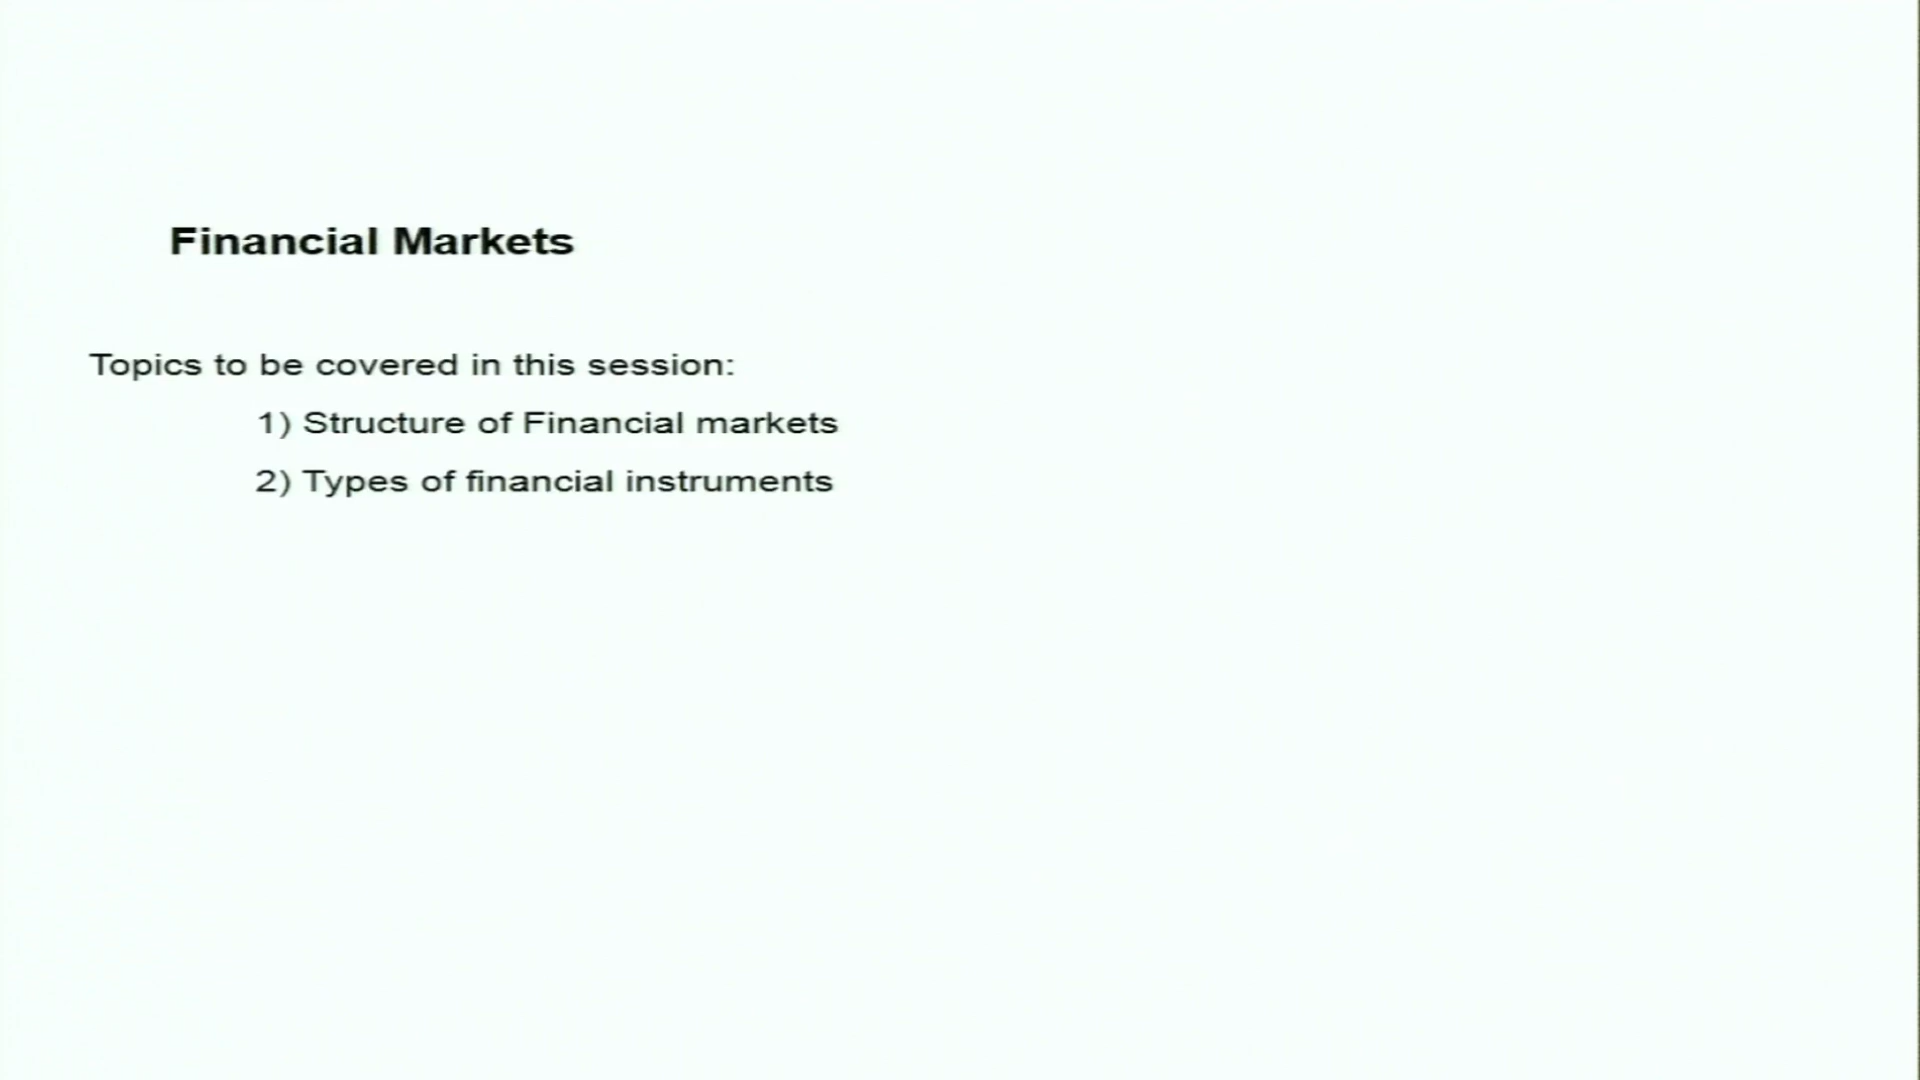 Financial Markets
Topics to be covered in this session:
1) Structure of Financial markets
2) Types of financial instruments